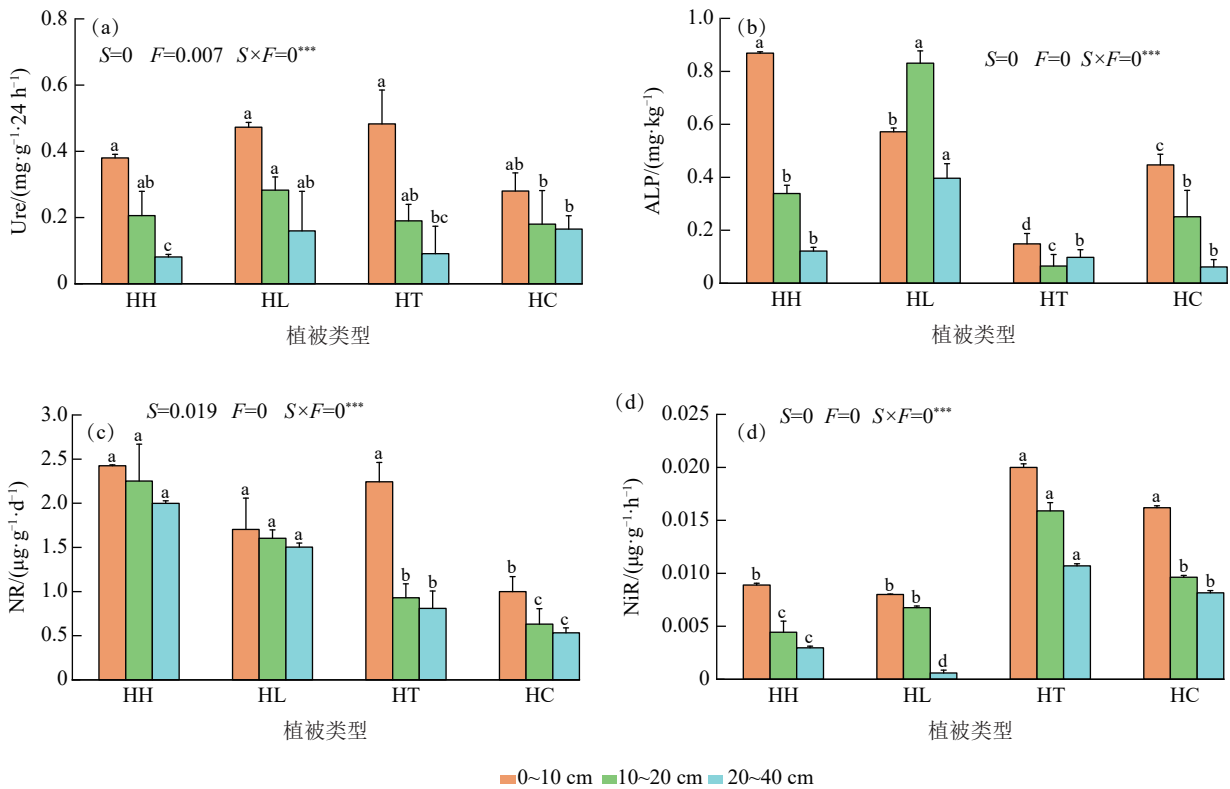 (a)
S=0 F=0.007 S×F=0***
Ure/(mg·g⁻¹·24 h⁻¹)
0.8
0.6
0.4
0.2
0
a ab c
a a ab
a ab bc
ab b b
HH HL HT HC
植被类型
(b)
S=0 F=0 S×F=0***
ALP/(mg·kg⁻¹)
1.0
0.8
0.6
0.4
0.2
0
a b b
b a a
d c b
c b b
HH HL HT HC
植被类型
(c)
S=0.019 F=0 S×F=0***
NR/(μg·g⁻¹·d⁻¹)
3.0
2.5
2.0
1.5
1.0
0.5
0
a a a
a a a
a b b
b c c
HH HL HT HC
植被类型
(d)
(d)
S=0 F=0 S×F=0***
NiR/(μg·g⁻¹·h⁻¹)
0.025
0.020
0.015
0.010
0.005
0
b c c
b b d
a a a
a b b
HH HL HT HC
植被类型
0~10 cm 10~20 cm 20~40 cm